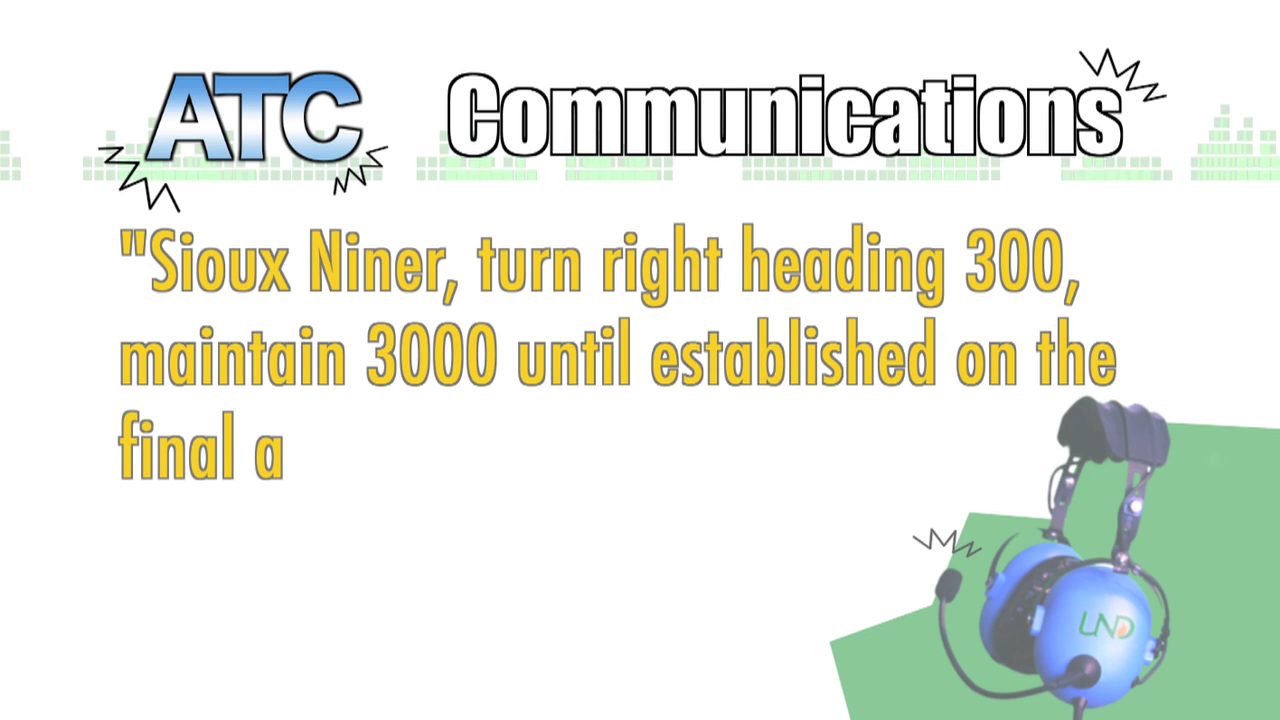 ATC Communications
"Sioux Niner, turn right heading 300,
maintain 3000 until established on the
final a
UND